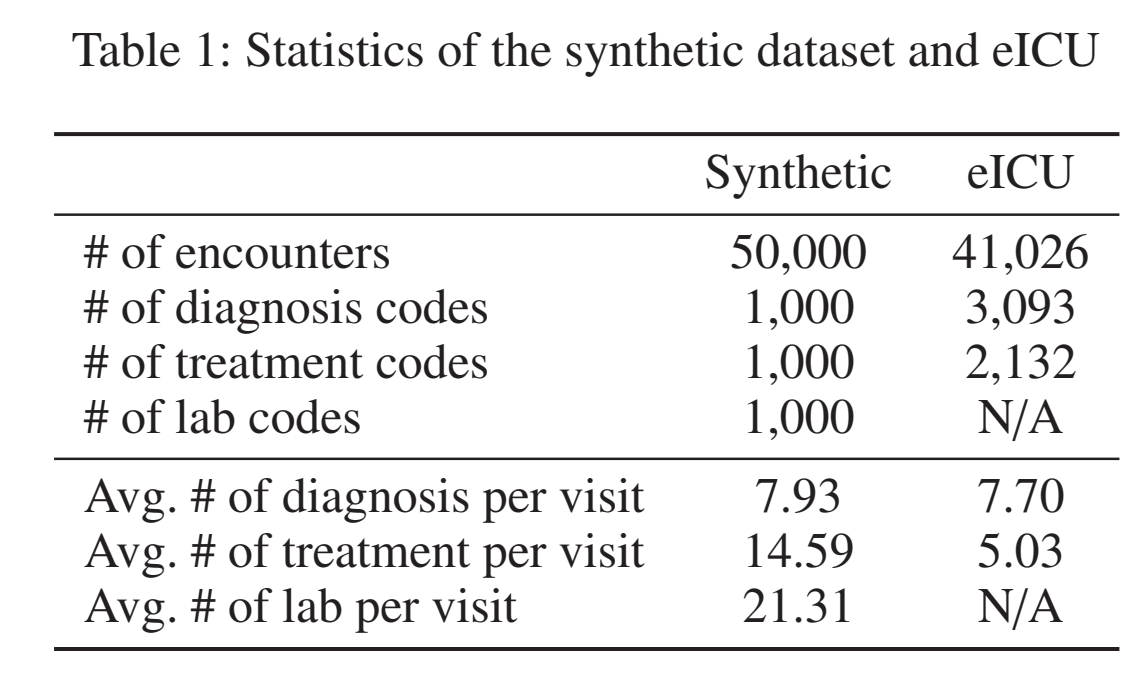 Table 1: Statistics of the synthetic dataset and eICU
Synthetic eICU
# of encounters 50,000 41,026
# of diagnosis codes 1,000 3,093
# of treatment codes 1,000 2,132
# of lab codes 1,000 N/A
Avg. # of diagnosis per visit 7.93 7.70
Avg. # of treatment per visit 14.59 5.03
Avg. # of lab per visit 21.31 N/A